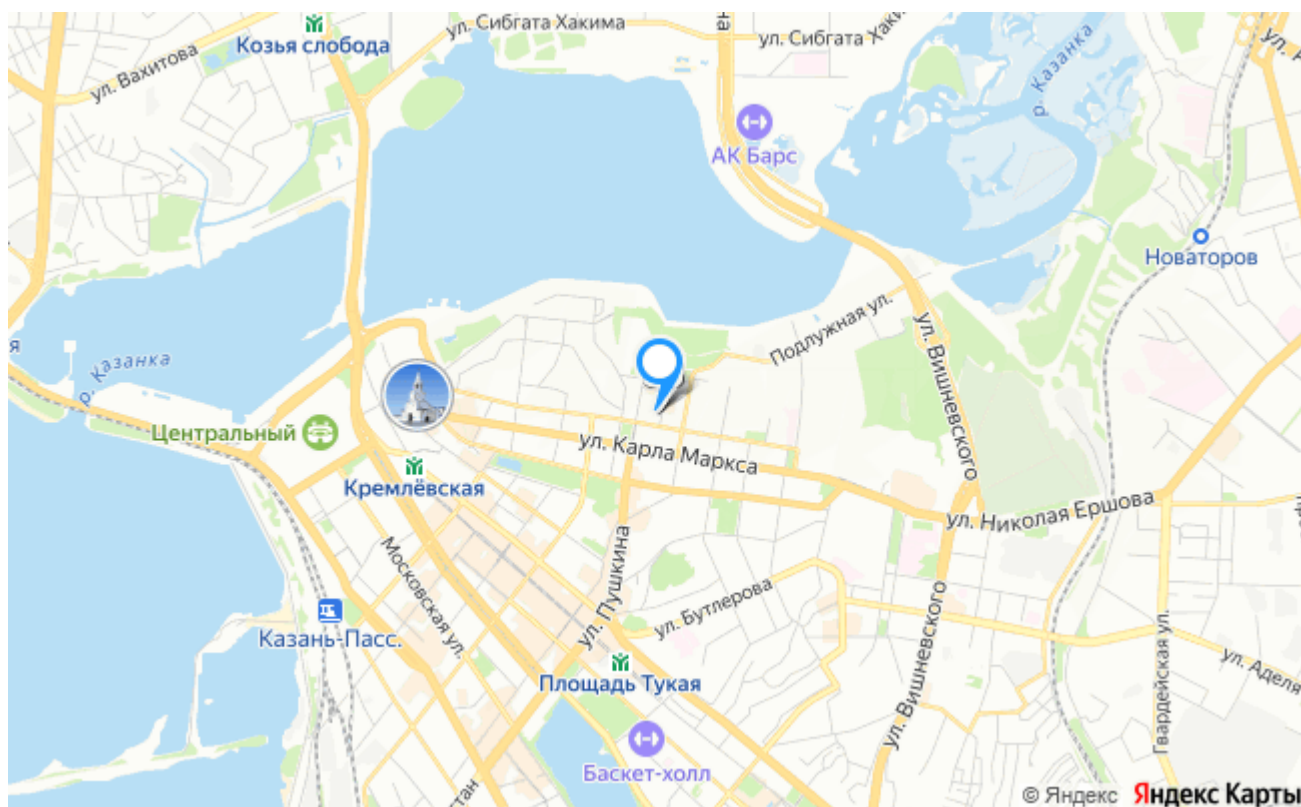 ул. Сибгата Хакима
Козья слобода
ул. Сибгата Хаки
ул. Вахитова
р. Казанка
АК Барс
Новаторов
Подлужная ул.
ул. Вишневского
р. Казанка
Центральный
ул. Карла Маркса
Кремлёвская
ул. Николая Ершова
Московская ул.
ул. Пушкина
ул. Бутлерова
Казань-Пасс.
ул. Вишневского
Гвардейская ул.
ул. Аделя
Площадь Тукая
Баскет-холл
тан
© Яндекс Яндекс Карты